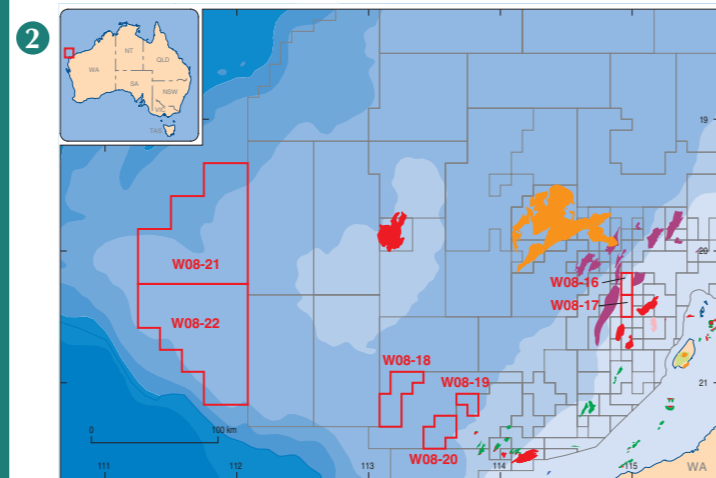 2
NT
WA
QLD
SA
NSW
VIC
TAS
19
20
W08-21
W08-16
W08-17
W08-22
W08-18
W08-19
21
0
100 km
W08-20
111
112
113
114
115
WA